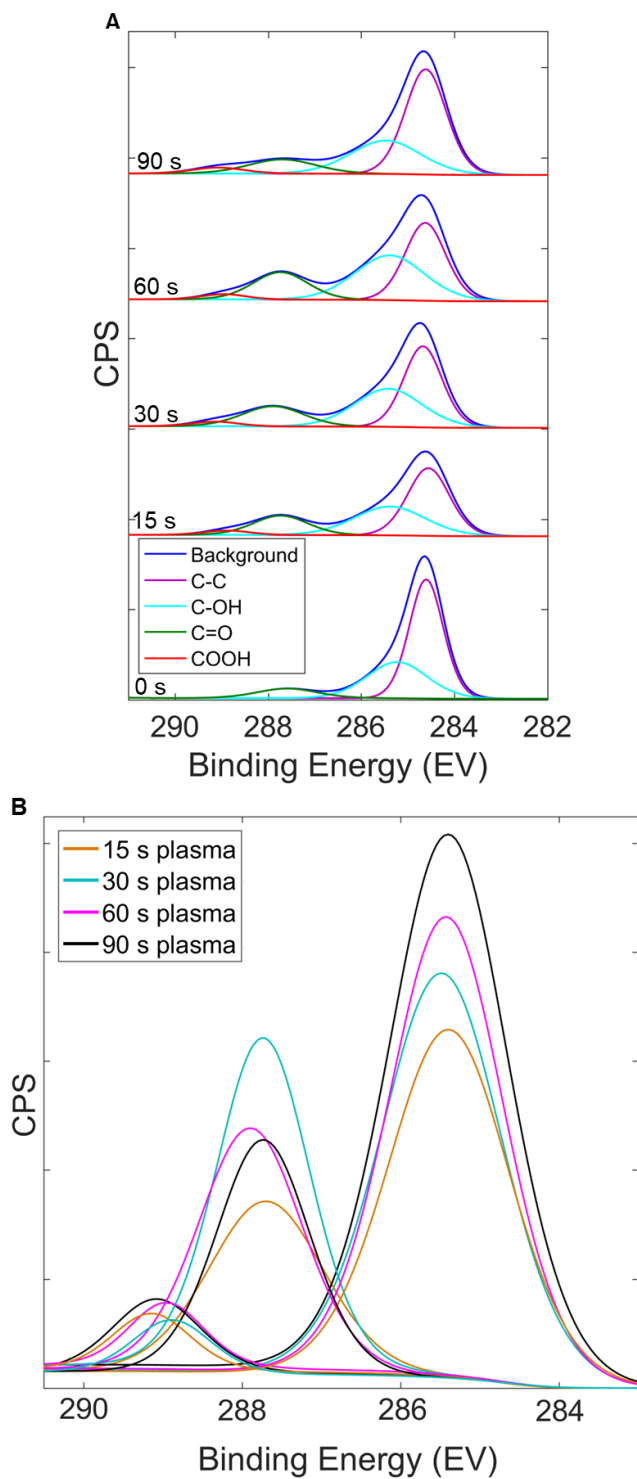 A
90 s
60 s
30 s
15 s
0 s
CPS
Background
C-C
C-OH
C=O
COOH
290 288 286 284 282
Binding Energy (EV)
B
15 s plasma
30 s plasma
60 s plasma
90 s plasma
CPS
290 288 286 284
Binding Energy (EV)